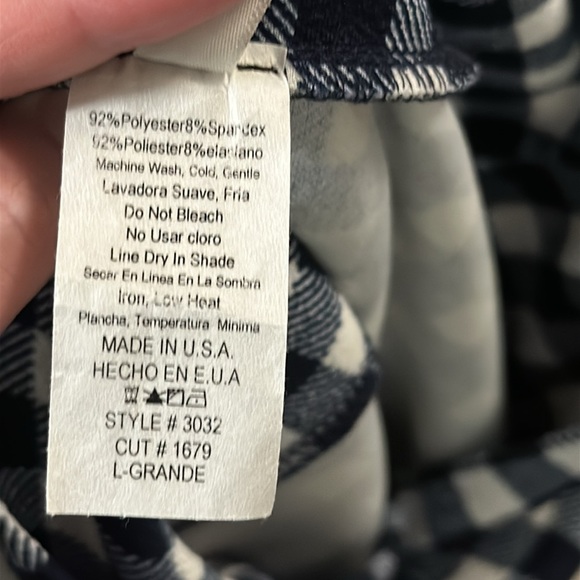 92%Polyester8%Spandex
92%Poliester8%elastano
Machine Wash, Cold, Gentle
Lavadora Suave, Fria
Do Not Bleach
No Usar cloro
Line Dry In Shade
Secar En Linea En La Sombra
Iron, Low Heat
Plancha, Temperatura Minima
MADE IN U.S.A.
HECHO EN E.U.A
STYLE # 3032
CUT # 1679
L-GRANDE